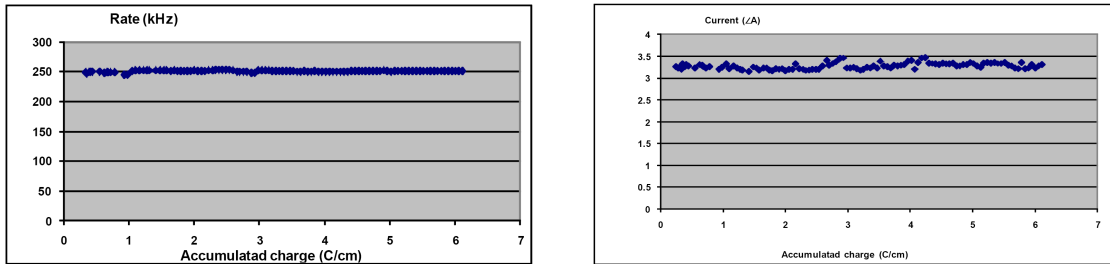 Rate (kHz)
300
250
200
150
100
50
0
0 1 2 3 4 5 6 7
Accumulatad charge (C/cm)
Current (∠A)
4
3.5
3
2.5
2
1.5
1
0.5
0
0 1 2 3 4 5 6 7
Accumulatad charge (C/cm)